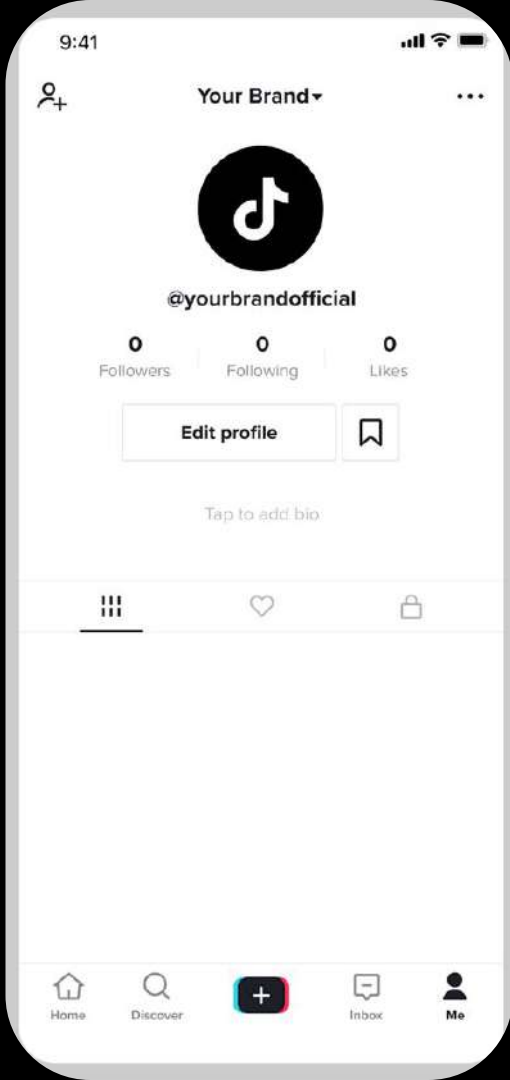 9:41
Your Brand
@yourbrandofficial
0 0 0
Followers Following Likes
Edit profile
Tap to add bio
Home Discover Inbox Me